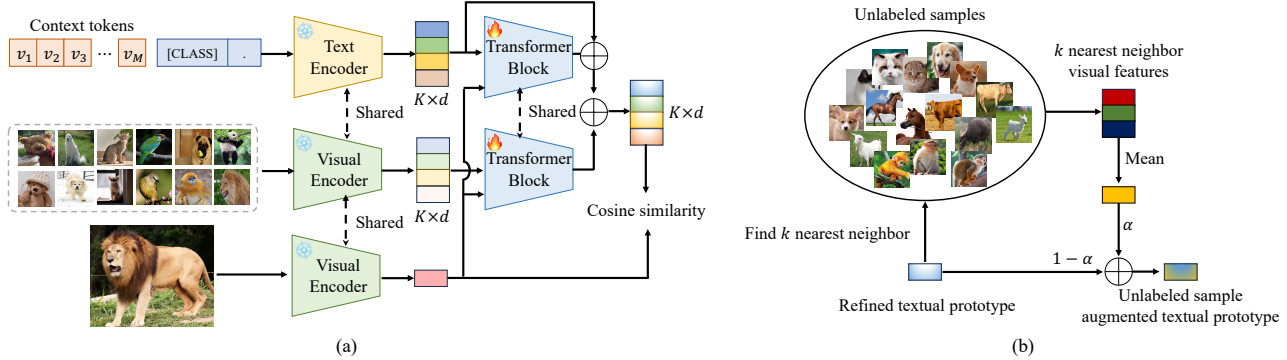 Context tokens
v1 v2 v3 ... vM
[CLASS] .
Text
Encoder
K×d
Transformer
Block
Shared
Shared
K×d
Visual
Encoder
K×d
Transformer
Block
Shared
Cosine similarity
Visual
Encoder
(a)
Unlabeled samples
k nearest neighbor
visual features
Mean
α
Find k nearest neighbor
1 − α
Refined textual prototype
Unlabeled sample
augmented textual prototype
(b)